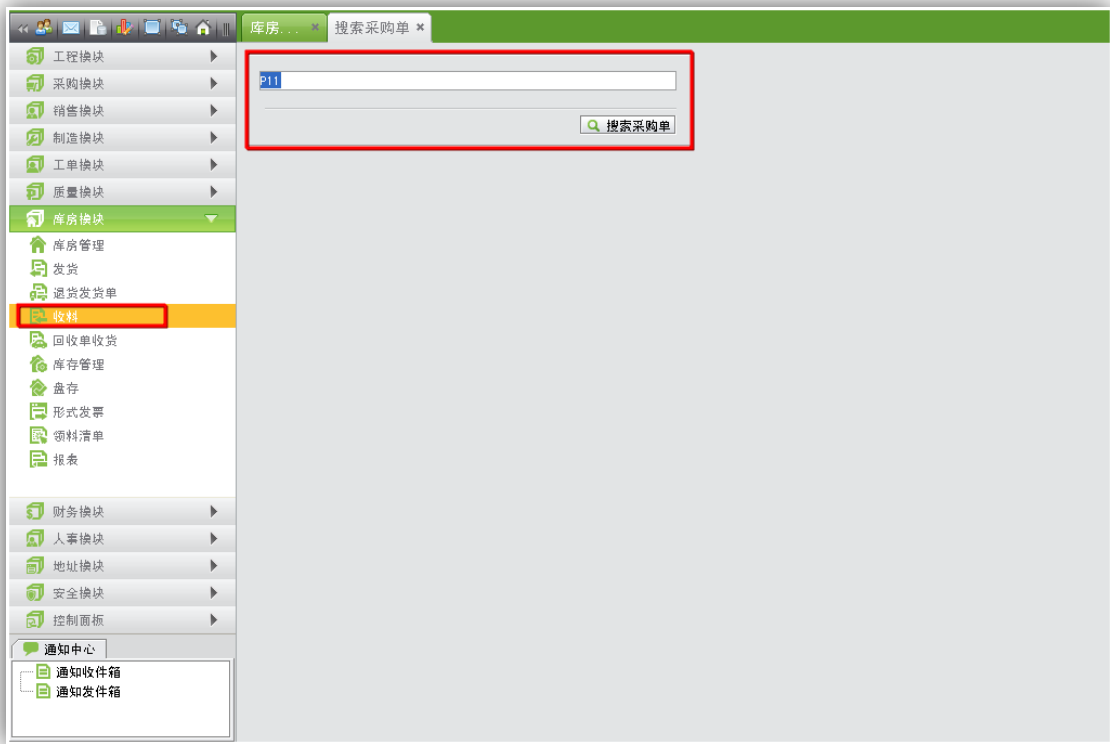 库房... × 搜索采购单 ×
工程模块
采购模块
销售模块
制造模块
工单模块
质量模块
库房模块
库房管理
发货
退货发货单
收料
回收单收货
库存管理
盘存
形式发票
领料清单
报表
财务模块
人事模块
地址模块
安全模块
控制面板
通知中心
通知收件箱
通知发件箱
P11
搜索采购单